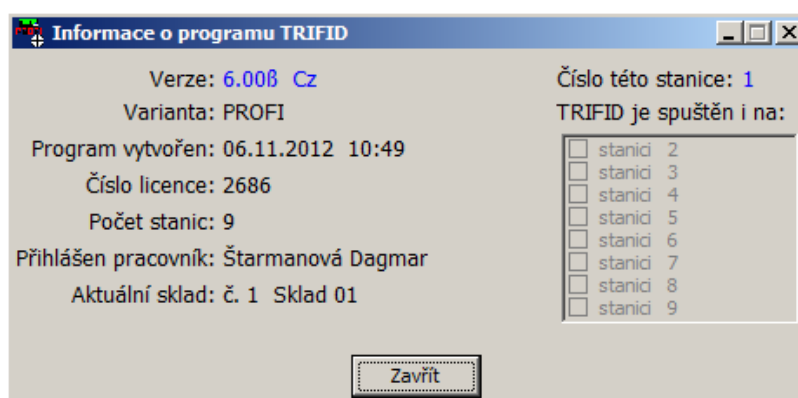 Informace o programu TRIFID
Verze: 6.00ß Cz
Varianta: PROFI
Program vytvořen: 06.11.2012 10:49
Číslo licence: 2686
Počet stanic: 9
Přihlášen pracovník: Štarmanová Dagmar
Aktuální sklad: č. 1 Sklad 01
Číslo této stanice: 1
TRIFID je spuštěn i na:
stanici 2
stanici 3
stanici 4
stanici 5
stanici 6
stanici 7
stanici 8
stanici 9
Zavřít